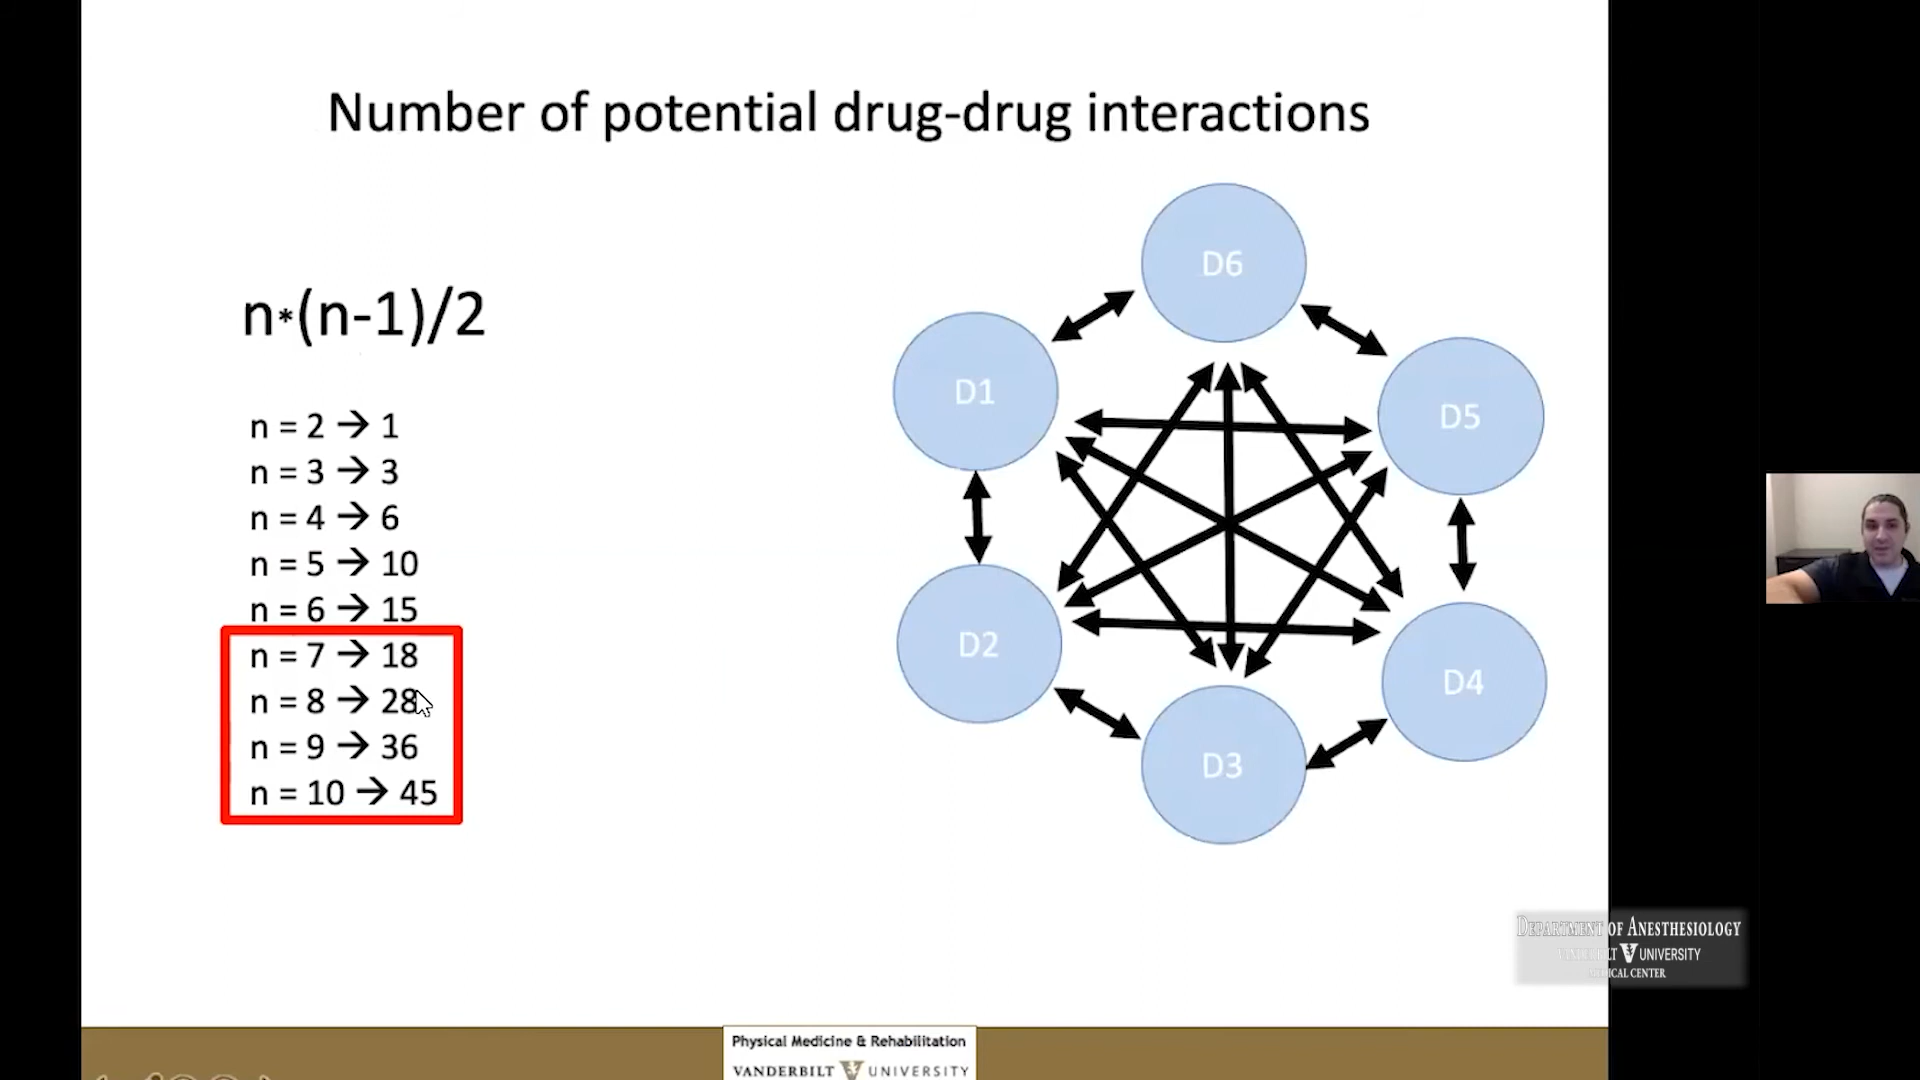 Number of potential drug-drug interactions
n*(n-1)/2
n = 2 → 1
n = 3 → 3
n = 4 → 6
n = 5 → 10
n = 6 → 15
n = 7 → 18
n = 8 → 28
n = 9 → 36
n = 10 → 45
D6
D1
D5
D2
D4
D3
DEPARTMENT OF ANESTHESIOLOGY
VANDERBILT UNIVERSITY
MEDICAL CENTER
Physical Medicine & Rehabilitation
VANDERBILT UNIVERSITY